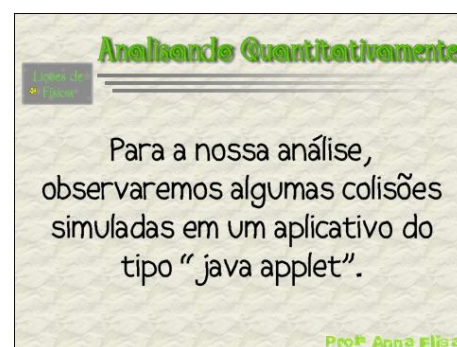 Analisando Quantitativamente
Lições de
Física
Para a nossa análise,
observaremos algumas colisões
simuladas em um aplicativo do
tipo “ java applet”.
Profª Anna Elisa